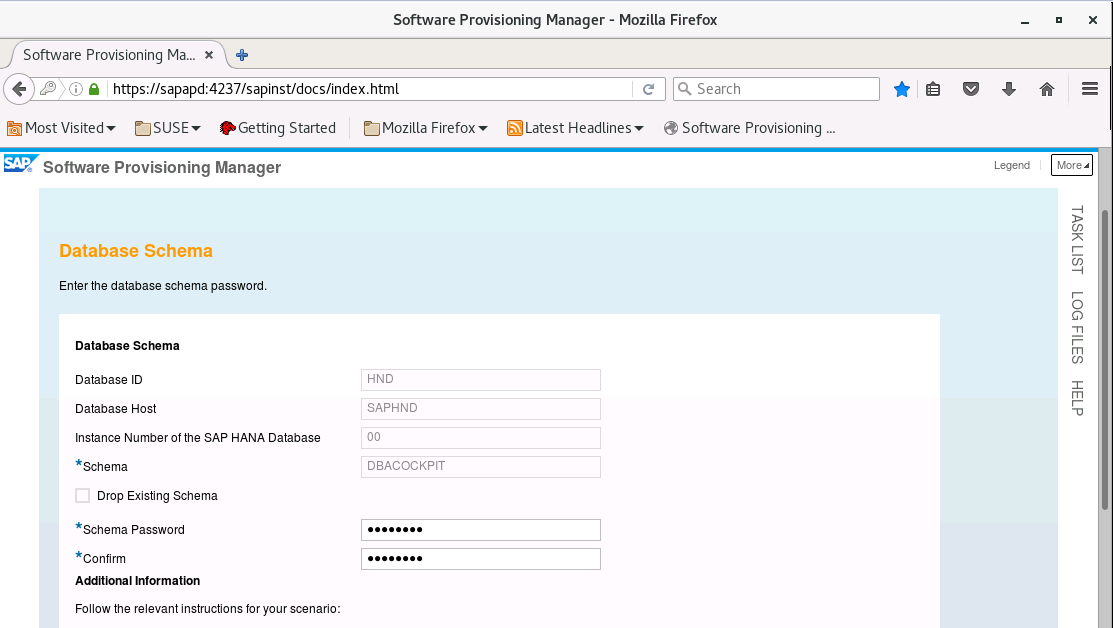 Software Provisioning Manager - Mozilla Firefox
Software Provisioning Ma...
https://sapapd:4237/sapinst/docs/index.html
Search
Most Visited SUSE Getting Started Mozilla Firefox Latest Headlines Software Provisioning ...
SAP Software Provisioning Manager
Legend More
TASK LIST
LOG FILES
HELP
Database Schema
Enter the database schema password.
Database Schema
Database ID HND
Database Host SAPHND
Instance Number of the SAP HANA Database 00
*Schema DBACOCKPIT
Drop Existing Schema
*Schema Password ••••••••
*Confirm ••••••••
Additional Information
Follow the relevant instructions for your scenario: